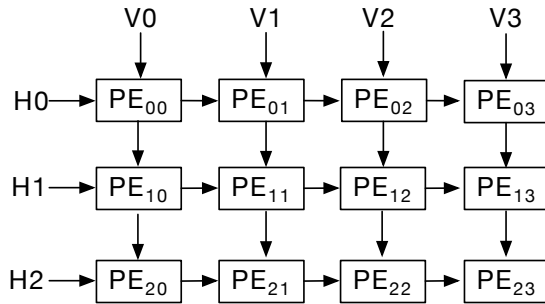 V0 V1 V2 V3
H0 PE00 PE01 PE02 PE03
H1 PE10 PE11 PE12 PE13
H2 PE20 PE21 PE22 PE23